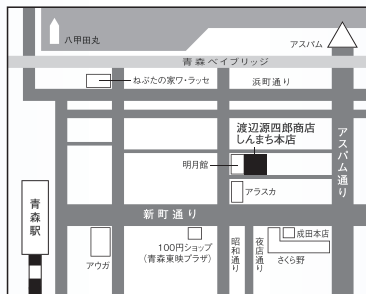 八甲田丸
アスパム
青森ベイブリッジ
ねぶたの家ワ・ラッセ
浜町通り
渡辺源四郎商店
しんまち本店
明月館
アスパム通り
アラスカ
青森駅
新町通り
アウガ
100円ショップ
(青森東映プラザ)
昭和通り
夜店通り
成田本店
さくら野